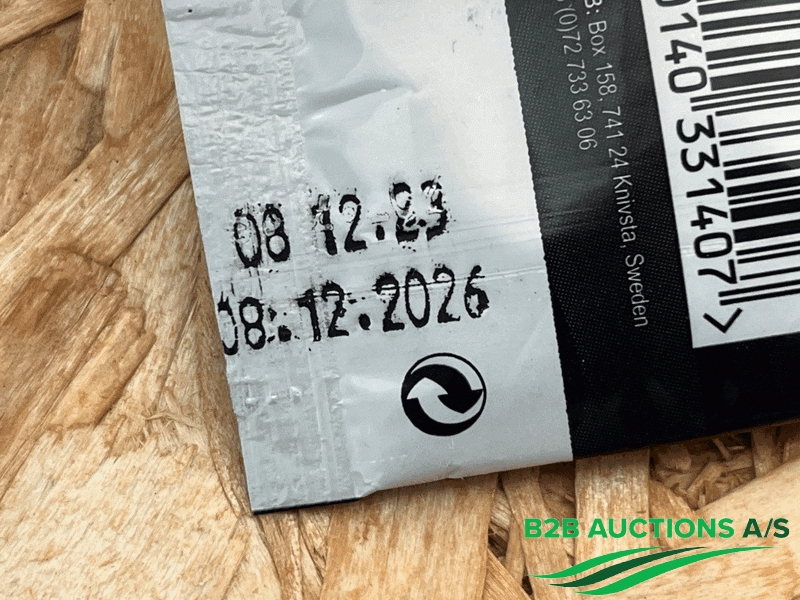 08 12.23
08.12.2026
Box 158, 741 24 Knivsta, Sweden
(0)72 733 63 06
0140 331407 >
B2B AUCTIONS A/S